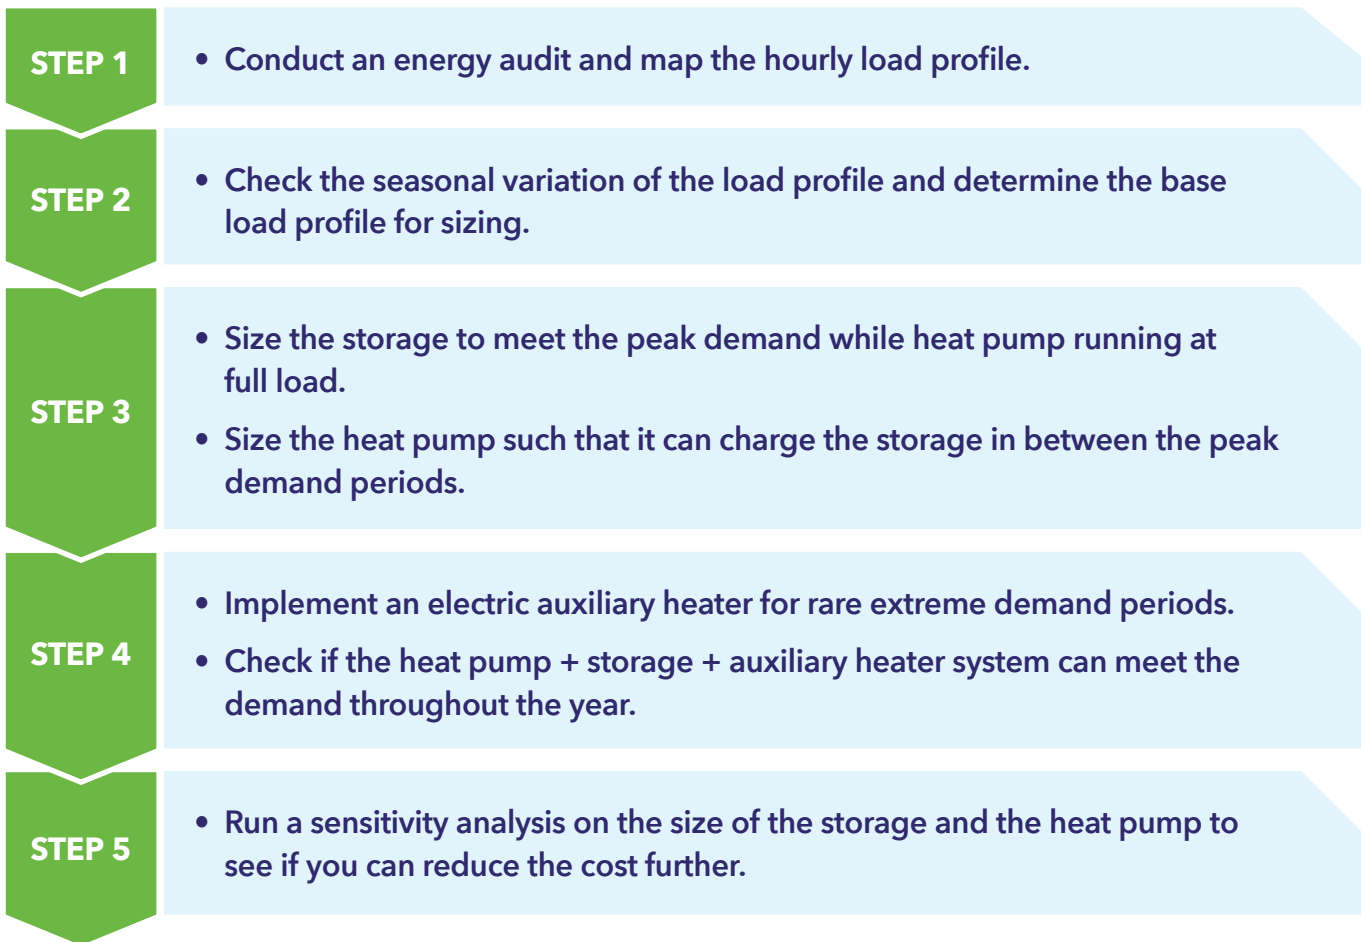 STEP 1
• Conduct an energy audit and map the hourly load profile.
STEP 2
• Check the seasonal variation of the load profile and determine the base
load profile for sizing.
STEP 3
• Size the storage to meet the peak demand while heat pump running at
full load.
• Size the heat pump such that it can charge the storage in between the peak
demand periods.
STEP 4
• Implement an electric auxiliary heater for rare extreme demand periods.
• Check if the heat pump + storage + auxiliary heater system can meet the
demand throughout the year.
STEP 5
• Run a sensitivity analysis on the size of the storage and the heat pump to
see if you can reduce the cost further.